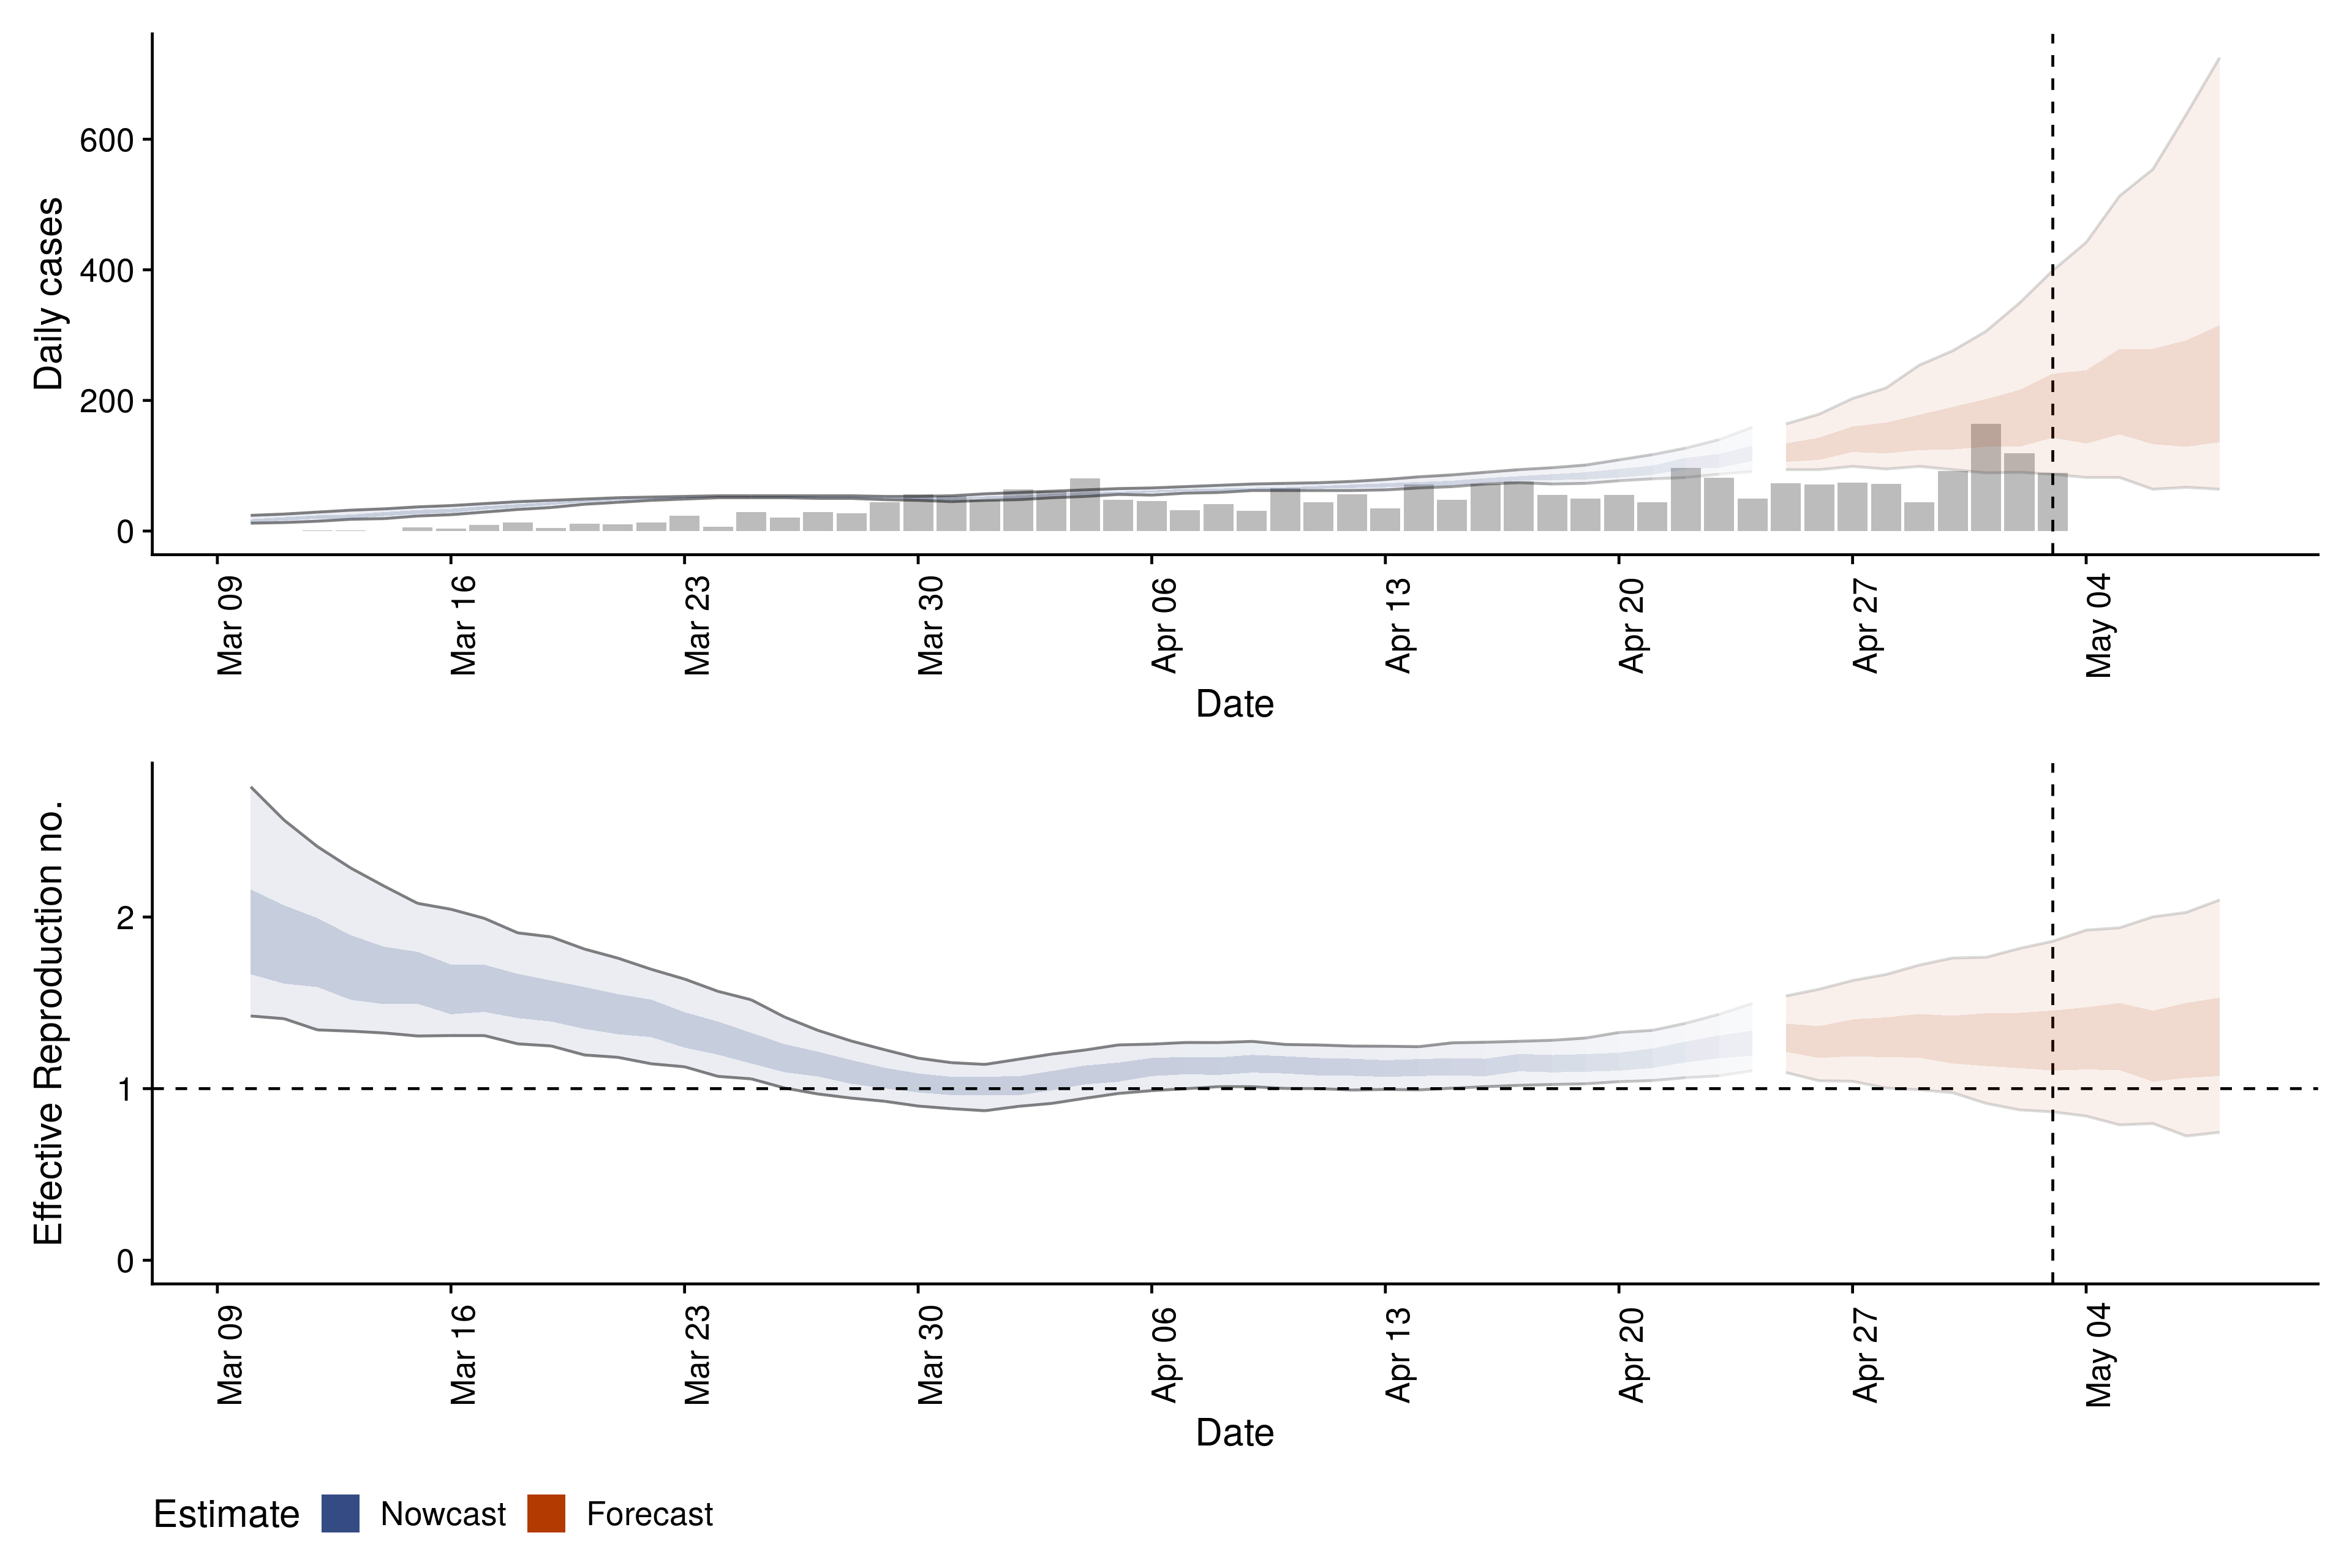 Daily cases
600
400
200
0
Mar 09
Mar 16
Mar 23
Mar 30
Apr 06
Apr 13
Apr 20
Apr 27
May 04
Date
Effective Reproduction no.
2
1
0
Mar 09
Mar 16
Mar 23
Mar 30
Apr 06
Apr 13
Apr 20
Apr 27
May 04
Date
Estimate Nowcast Forecast